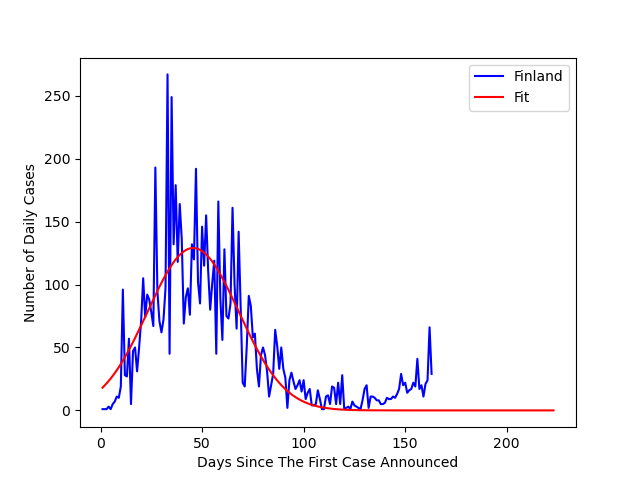 Finland
Fit
Number of Daily Cases
250
200
150
100
50
0
0 50 100 150 200
Days Since The First Case Announced